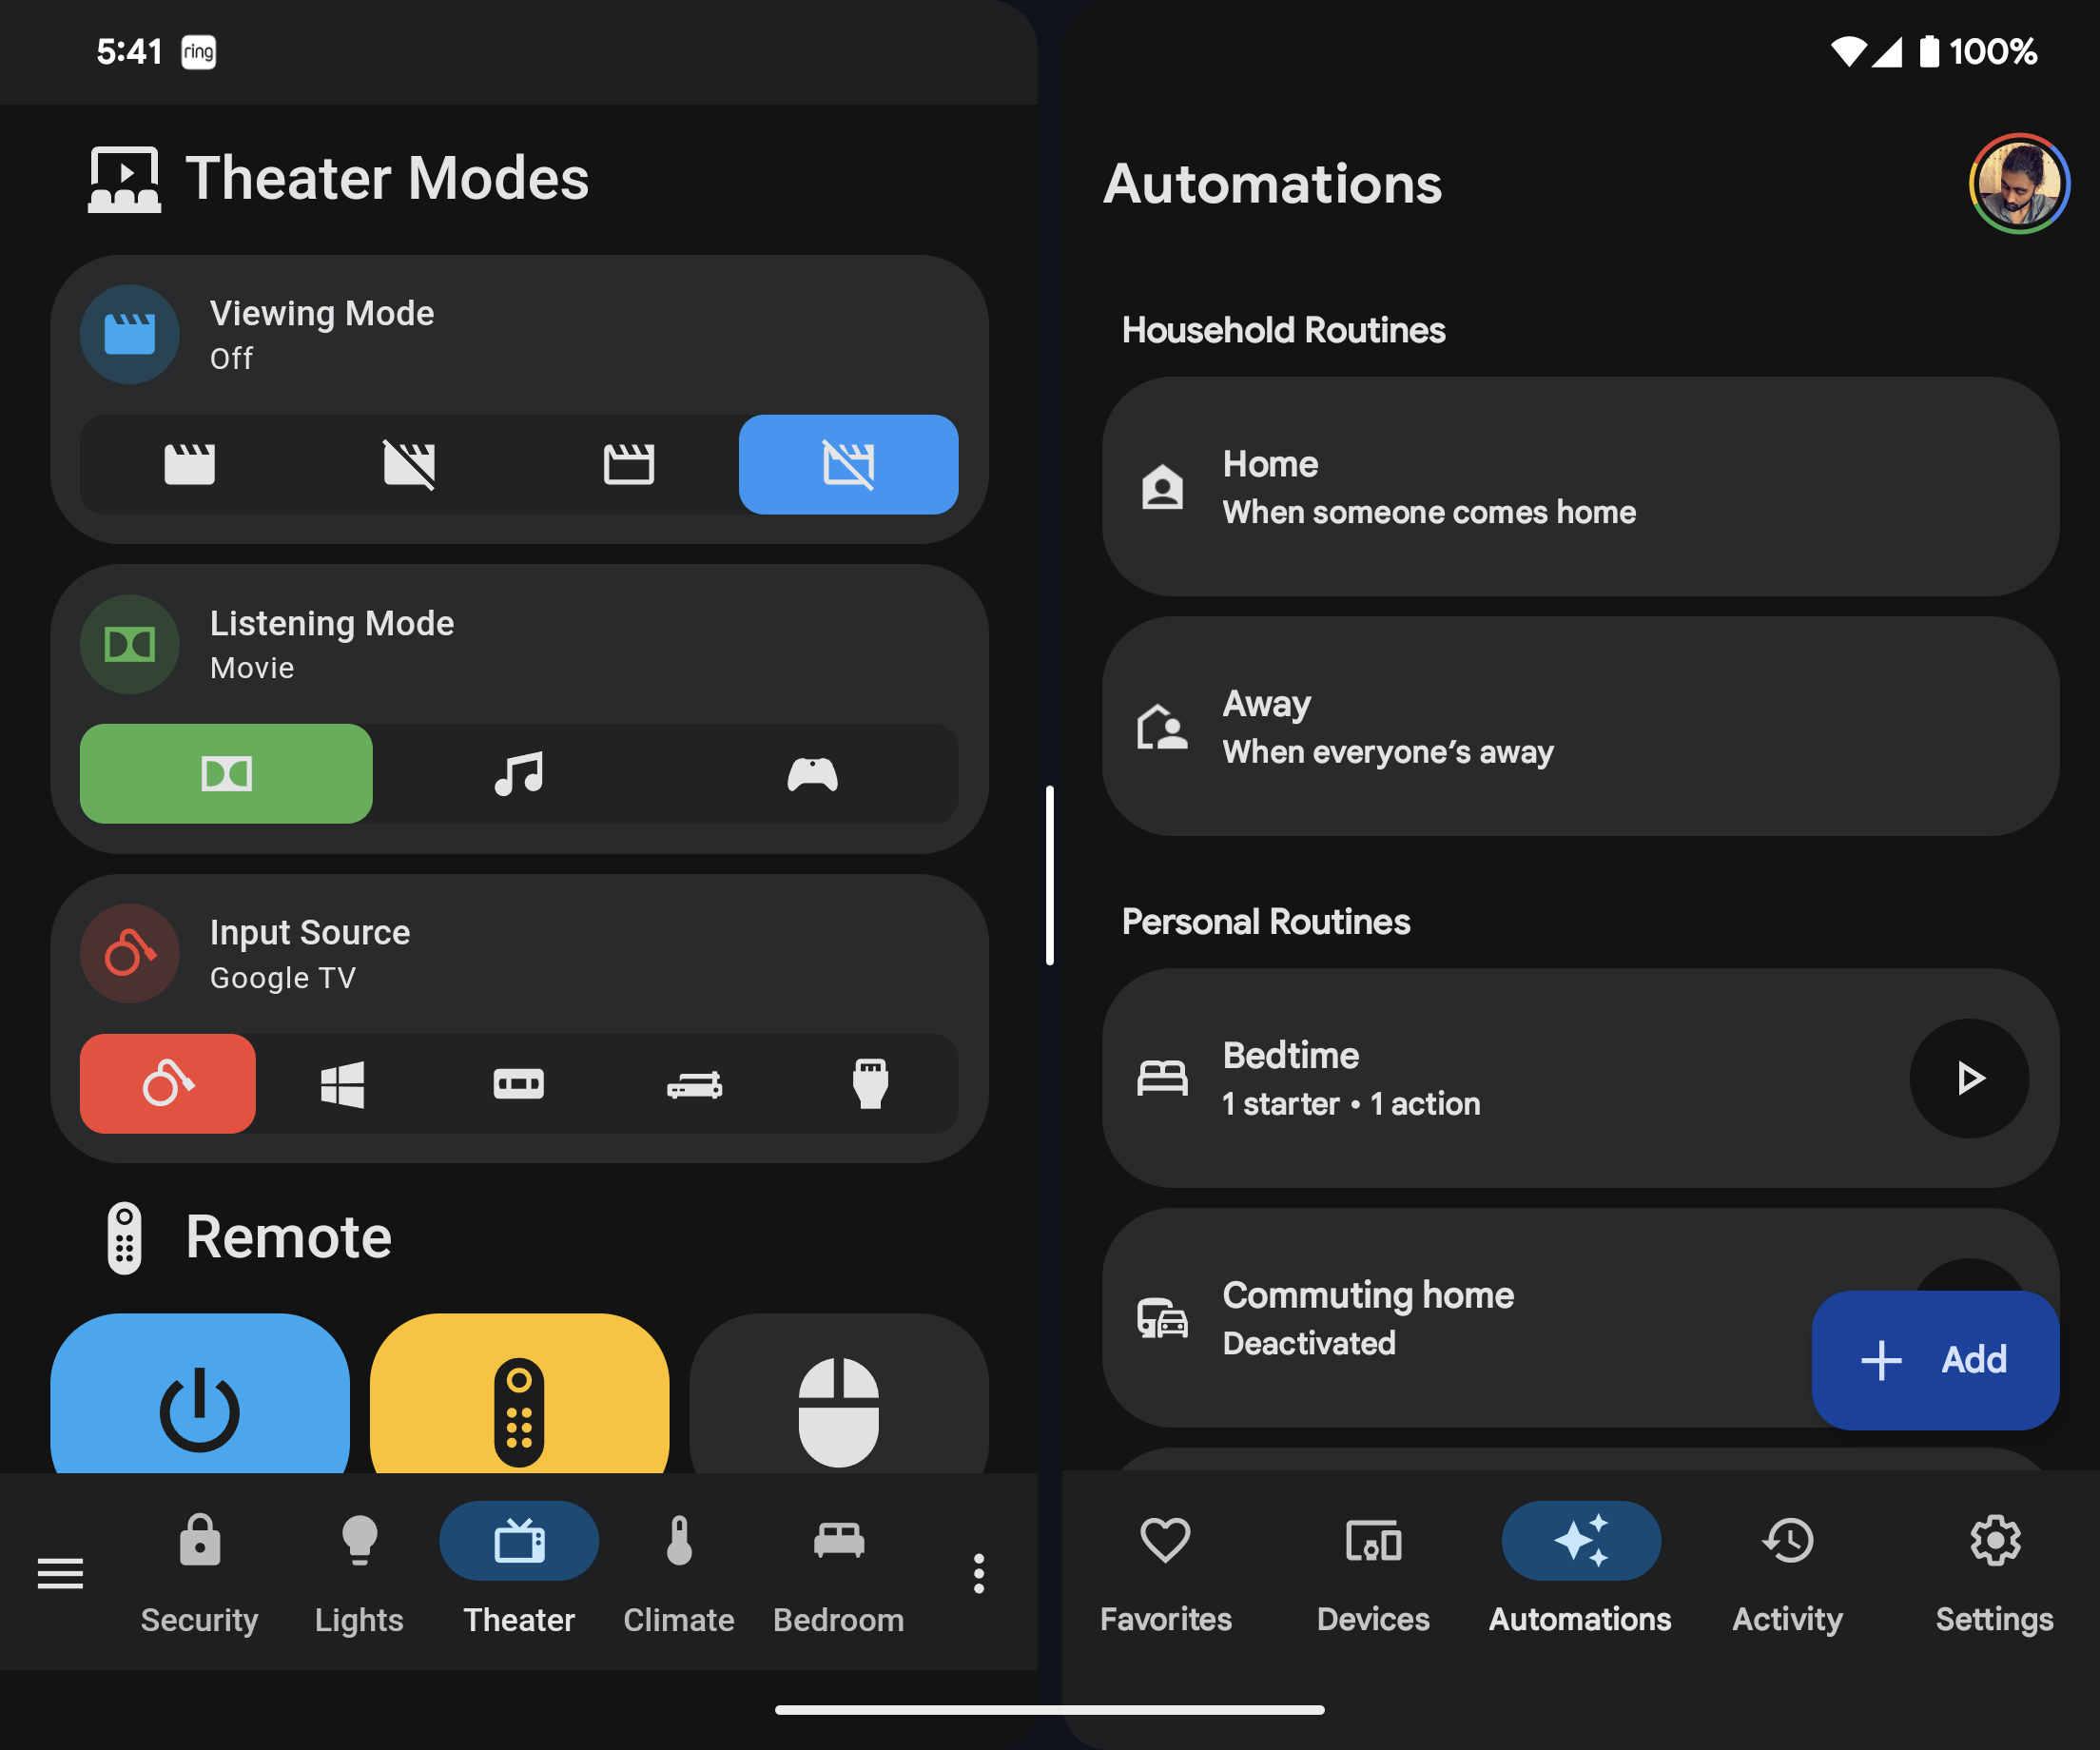 5:41
ring
100%
Theater Modes
Viewing Mode
Off
Listening Mode
Movie
Input Source
Google TV
Remote
Security
Lights
Theater
Climate
Bedroom
Automations
Household Routines
Home
When someone comes home
Away
When everyone’s away
Personal Routines
Bedtime
1 starter • 1 action
Commuting home
Deactivated
Add
Favorites
Devices
Automations
Activity
Settings